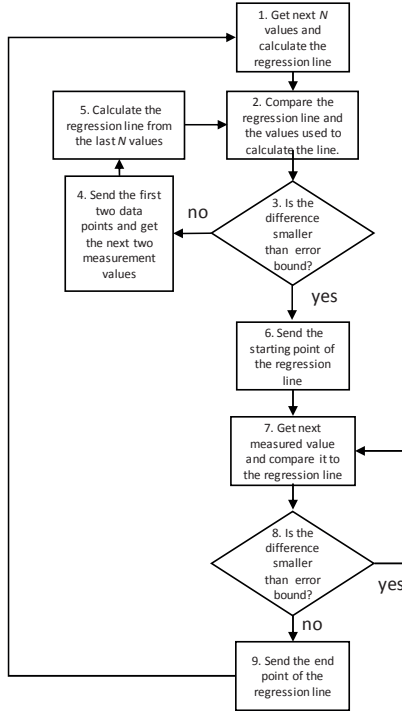 1. Get next N
values and
calculate the
regression line
2. Compare the
regression line and
the values used to
calculate the line.
3. Is the
difference
smaller
than error
bound?
no
yes
4. Send the first
two data
points and get
the next two
measurement
values
5. Calculate the
regression line from
the last N values
6. Send the
starting point of
the regression
line
7. Get next
measured value
and compare it to
the regression line
8. Is the
difference
smaller
than error
bound?
yes
no
9. Send the end
point of the
regression line